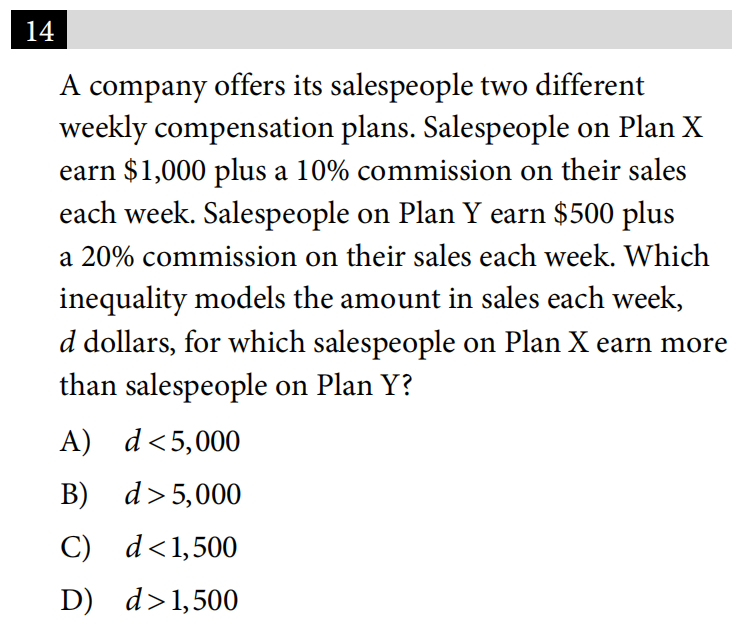 14
A company offers its salespeople two different
weekly compensation plans. Salespeople on Plan X
earn $1,000 plus a 10% commission on their sales
each week. Salespeople on Plan Y earn $500 plus
a 20% commission on their sales each week. Which
inequality models the amount in sales each week,
d dollars, for which salespeople on Plan X earn more
than salespeople on Plan Y?
A) d < 5,000
B) d > 5,000
C) d < 1,500
D) d > 1,500